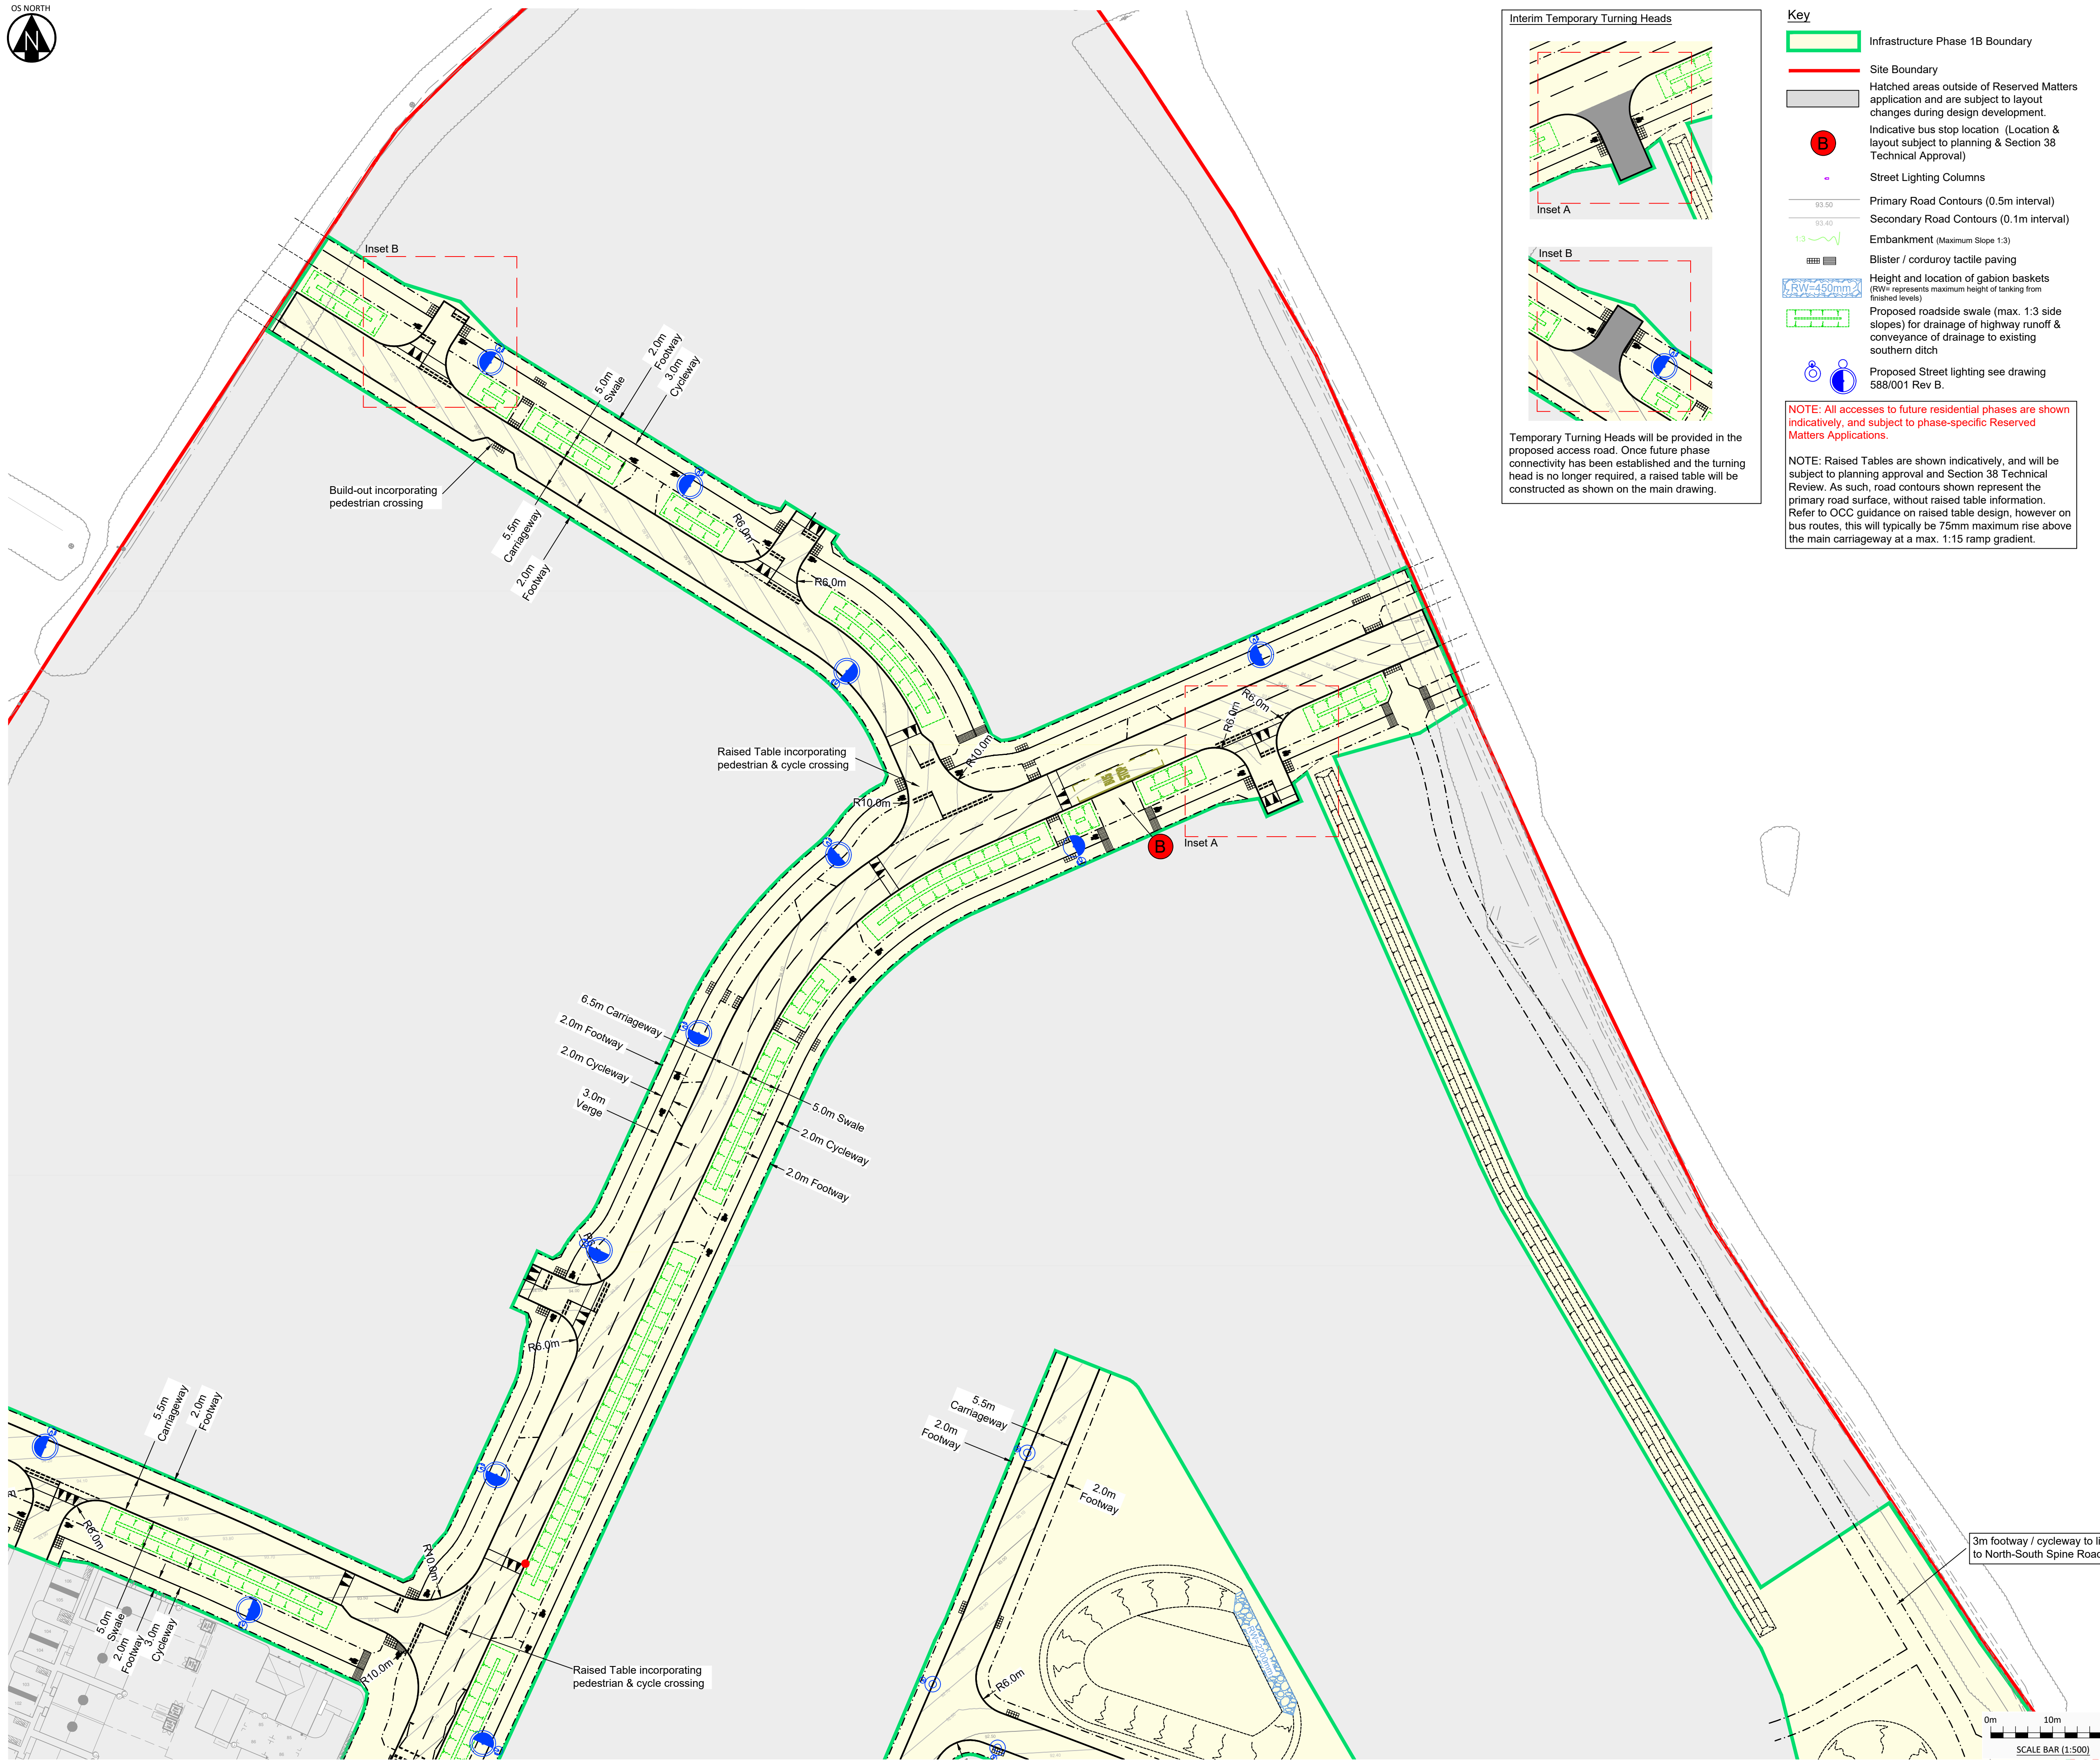 OS NORTH
N
Interim Temporary Turning Heads
Inset A
Inset B
Temporary Turning Heads will be provided in the
proposed access road. Once future phase
connectivity has been established and the turning
head is no longer required, a raised table will be
constructed as shown on the main drawing.
Key
Infrastructure Phase 1B Boundary
Site Boundary
Hatched areas outside of Reserved Matters
application and are subject to layout
changes during design development.
B
Indicative bus stop location (Location &
layout subject to planning & Section 38
Technical Approval)
Street Lighting Columns
93.50
Primary Road Contours (0.5m interval)
93.40
Secondary Road Contours (0.1m interval)
1:3
Embankment (Maximum Slope 1:3)
Blister / corduroy tactile paving
RW=450mm
Height and location of gabion baskets
(RW= represents maximum height of tanking from
finished levels)
Proposed roadside swale (max. 1:3 side
slopes) for drainage of highway runoff &
conveyance of drainage to existing
southern ditch
Proposed Street lighting see drawing
588/001 Rev B.
NOTE: All accesses to future residential phases are shown
indicatively, and subject to phase-specific Reserved
Matters Applications.
NOTE: Raised Tables are shown indicatively, and will be
subject to planning approval and Section 38 Technical
Review. As such, road contours shown represent the
primary road surface, without raised table information.
Refer to OCC guidance on raised table design, however on
bus routes, this will typically be 75mm maximum rise above
the main carriageway at a max. 1:15 ramp gradient.
Inset B
2.0m
Footway
3.0m
Cycleway
5.0m
Swale
Build-out incorporating
pedestrian crossing
5.5m
Carriageway
2.0m
Footway
R6.0m
R6.0m
Raised Table incorporating
pedestrian & cycle crossing
R10.0m
R10.0m
R6.0m
R6.0m
B
Inset A
6.5m Carriageway
2.0m Footway
2.0m Cycleway
3.0m
Verge
5.0m Swale
2.0m Cycleway
2.0m Footway
R6.0m
5.5m
Carriageway
2.0m
Footway
R6.0m
R10.0m
5.0m
Swale
2.0m
Footway
3.0m
Cycleway
R10.0m
Raised Table incorporating
pedestrian & cycle crossing
5.5m
Carriageway
2.0m
Footway
2.0m
Footway
R6.0m
RW=2200mm
3m footway / cycleway to li
to North-South Spine Road
0m 10m
SCALE BAR (1:500)